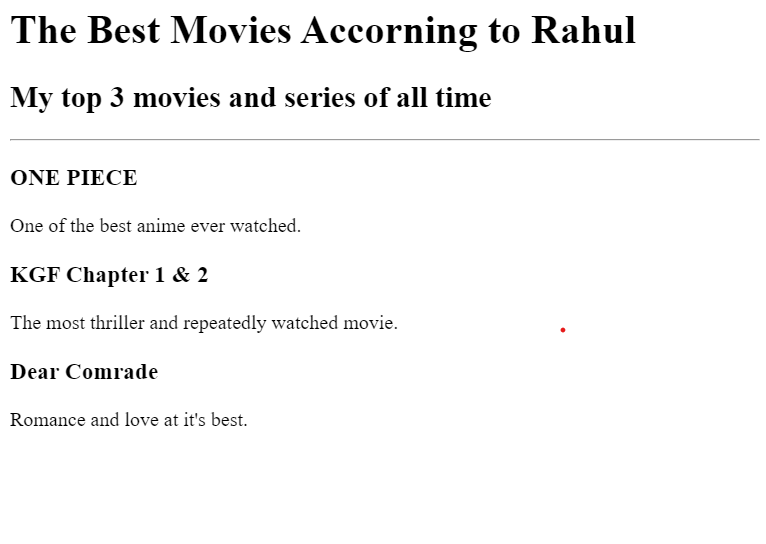 The Best Movies Accorning to Rahul
My top 3 movies and series of all time
ONE PIECE
One of the best anime ever watched.
KGF Chapter 1 & 2
The most thriller and repeatedly watched movie.
Dear Comrade
Romance and love at it's best.